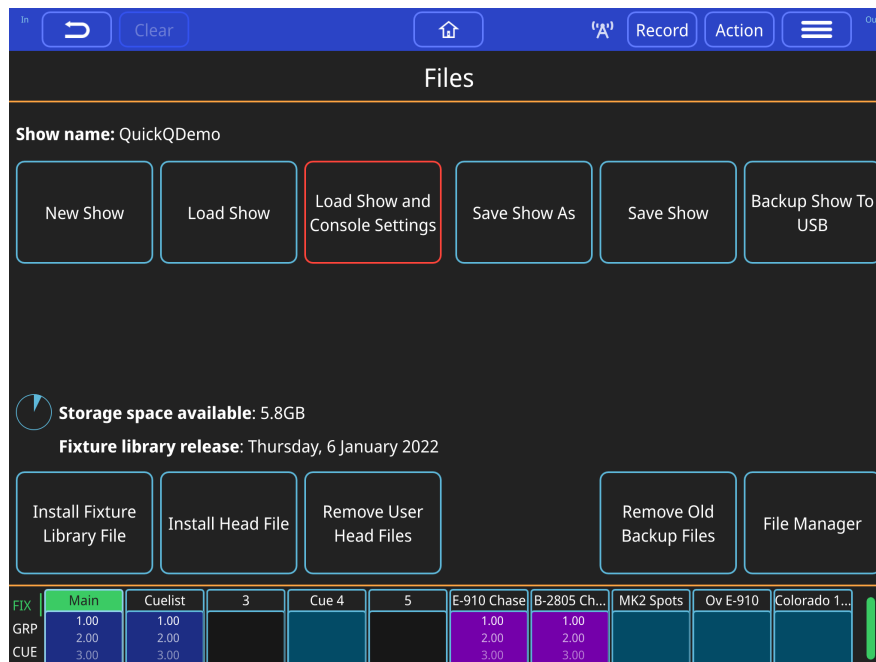 In
Clear
Record
Action
Ou
Files
Show name: QuickQDemo
New Show
Load Show
Load Show and
Console Settings
Save Show As
Save Show
Backup Show To
USB
Storage space available: 5.8GB
Fixture library release: Thursday, 6 January 2022
Install Fixture
Library File
Install Head File
Remove User
Head Files
Remove Old
Backup Files
File Manager
FIX
GRP
CUE
Main
1.00
2.00
3.00
Cuelist
1.00
2.00
3.00
3
Cue 4
5
E-910 Chase
1.00
2.00
3.00
B-2805 Ch...
1.00
2.00
3.00
MK2 Spots
Ov E-910
Colorado 1...